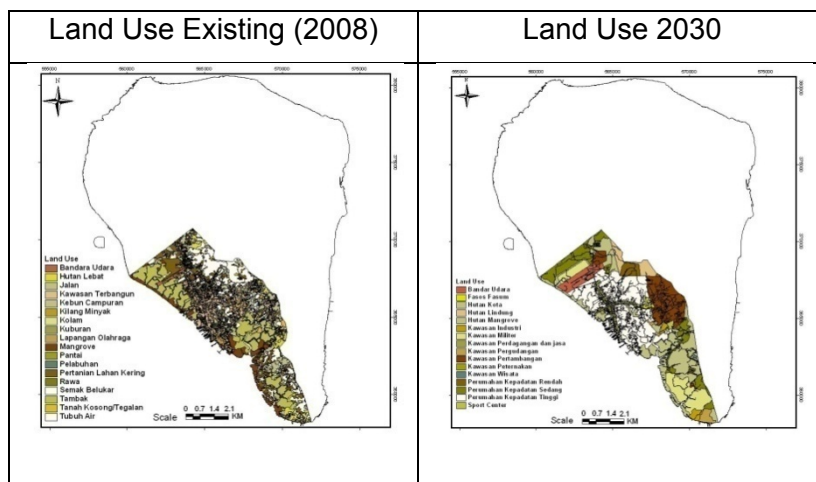 Land Use Existing (2008)
Land Use 2030
N
Land Use
Bandara Udara
Hutan Lebat
Jalan
Kawasan Terbangun
Kebun Campuran
Kilang Minyak
Kolam
Kuburan
Lapangan Olahraga
Mangrove
Pantai
Pelabuhan
Pertanian Lahan Kering
Rawa
Semak Belukar
Tambak
Tanah Kosong/Tegalan
Tubuh Air
Scale 0 0.7 1.4 2.1 KM
N
Land Use
Bandar Udara
Fasos Fasum
Hutan Kota
Hutan Lindung
Hutan Mangrove
Kawasan Industri
Kawasan Militer
Kawasan Perdagangan dan jasa
Kawasan Pergudangan
Kawasan Pertambangan
Kawasan Peternakan
Kawasan Wisata
Perumahan Kepadatan Rendah
Perumahan Kepadatan Sedang
Perumahan Kepadatan Tinggi
Sport Center
Scale 0 0.7 1.4 2.1 KM